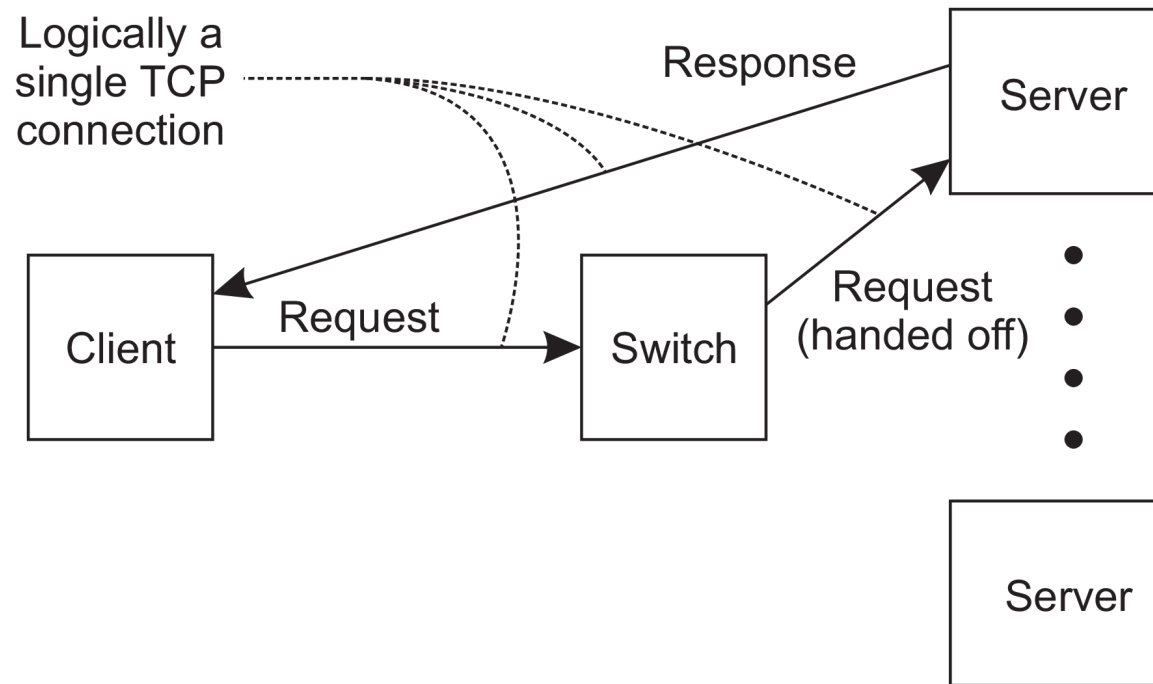 Logically a
single TCP
connection
Response
Server
Client
Request
Switch
Request
(handed off)
Server